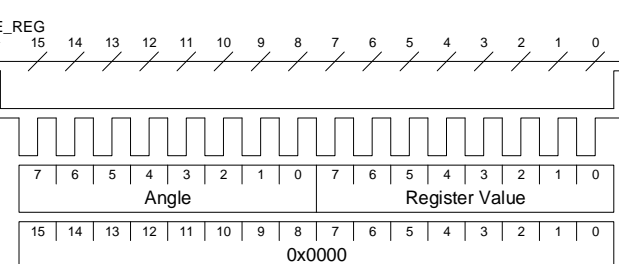 E_REG
15 14 13 12 11 10 9 8 7 6 5 4 3 2 1 0
7 6 5 4 3 2 1 0 7 6 5 4 3 2 1 0
Angle Register Value
15 14 13 12 11 10 9 8 7 6 5 4 3 2 1 0
0x0000